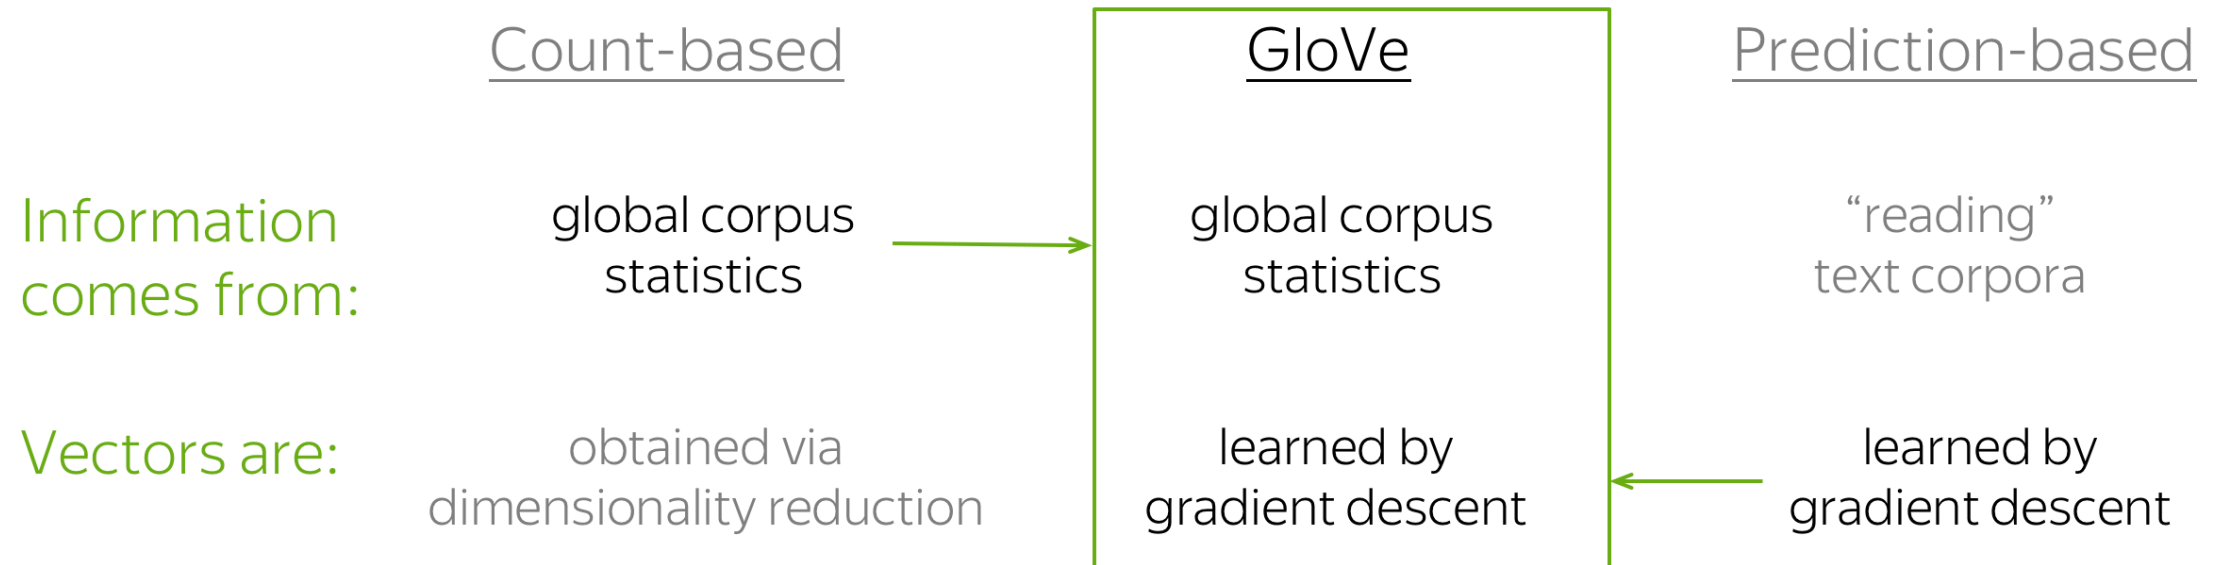 Count-based
GloVe
Prediction-based
Information
comes from:
global corpus
statistics
global corpus
statistics
“reading”
text corpora
Vectors are:
obtained via
dimensionality reduction
learned by
gradient descent
learned by
gradient descent